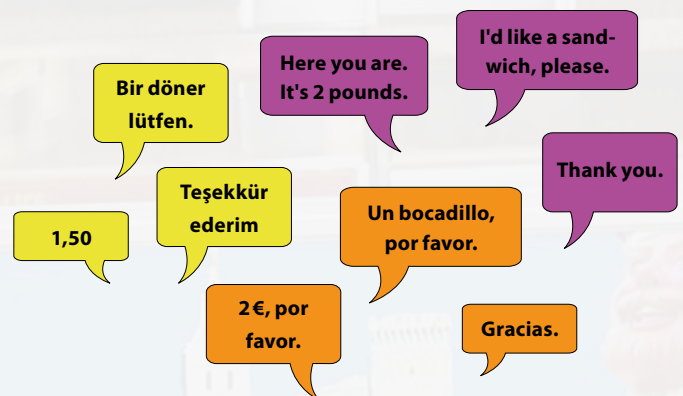 I'd like a sand-
wich, please.
Here you are.
It's 2 pounds.
Bir döner
lütfen.
Thank you.
Teşekkür
ederim
Un bocadillo,
por favor.
1,50
2 €, por
favor.
Gracias.